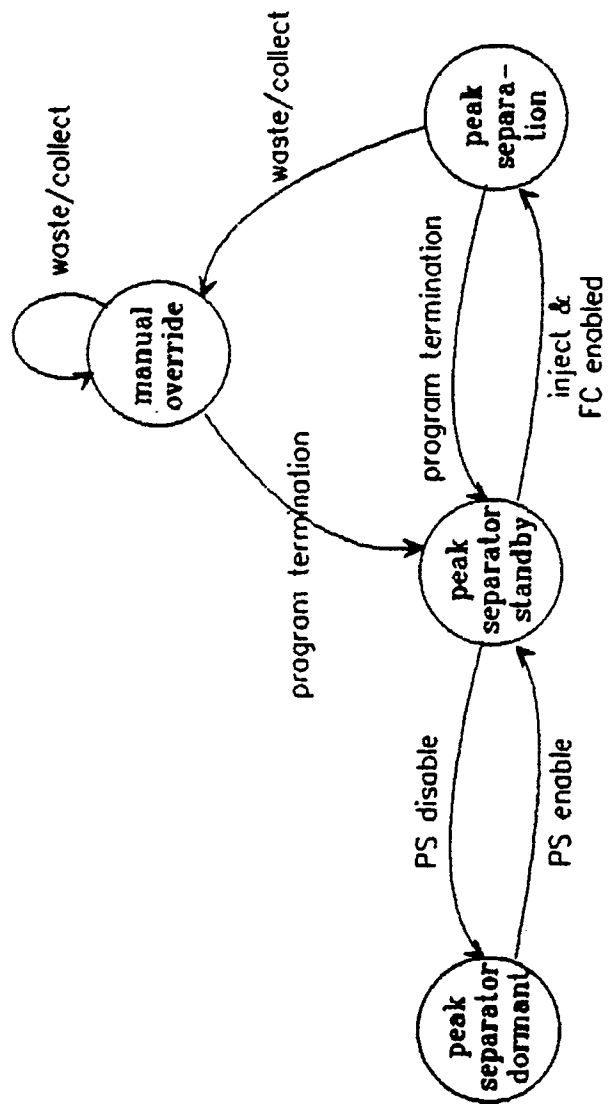 waste/collect
manual
override
waste/collect
program termination
peak
separa-
tion
program termination
inject &
FC enabled
peak
separator
standby
PS disable
PS enable
peak
separator
dormant